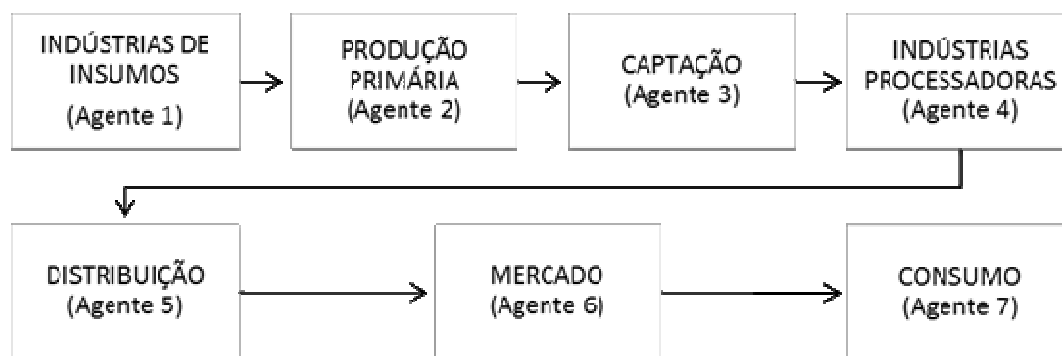 INDÚSTRIAS DE
INSUMOS
(Agente 1)
PRODUÇÃO
PRIMÁRIA
(Agente 2)
CAPTAÇÃO
(Agente 3)
INDÚSTRIAS
PROCESSADORAS
(Agente 4)
DISTRIBUIÇÃO
(Agente 5)
MERCADO
(Agente 6)
CONSUMO
(Agente 7)